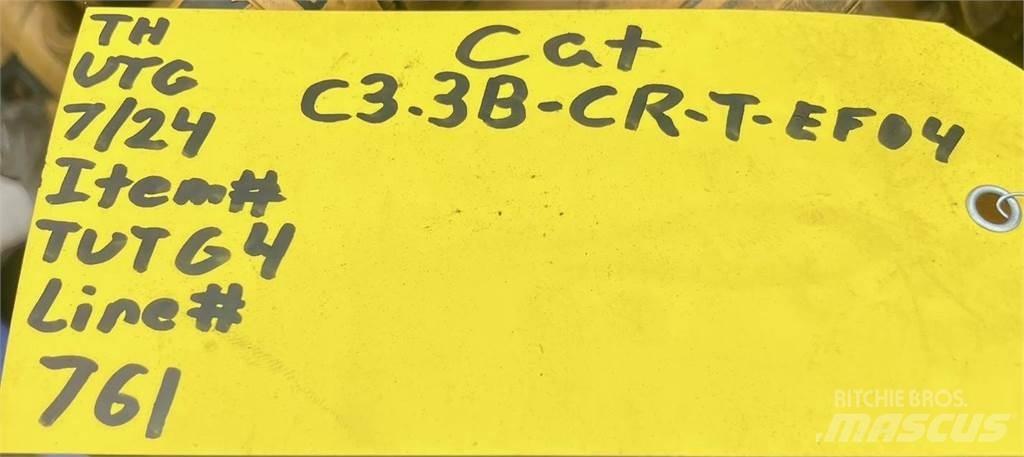 TH
UTG
7/24
Item#
TUTG4
Line#
761
Cat
C3.3B-CR-T-EF04
RITCHIE BROS.
MASCUS